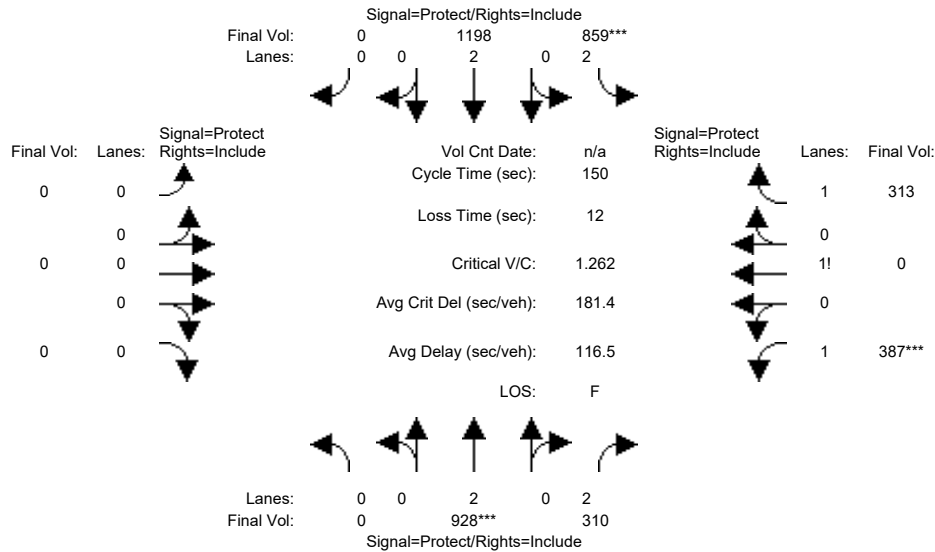 Signal=Protect/Rights=Include
Final Vol: 0 1198 859***
Lanes: 0 0 2 0 2
Signal=Protect
Final Vol: Lanes: Rights=Include
Vol Cnt Date: n/a
Signal=Protect
Rights=Include Lanes: Final Vol:
Cycle Time (sec): 150
0 0
1 313
Loss Time (sec): 12
0
0
0 0
Critical V/C: 1.262
1! 0
0
Avg Crit Del (sec/veh): 181.4
0
0 0
Avg Delay (sec/veh): 116.5
1 387***
LOS: F
Lanes: 0 0 2 0 2
Final Vol: 0 928*** 310
Signal=Protect/Rights=Include